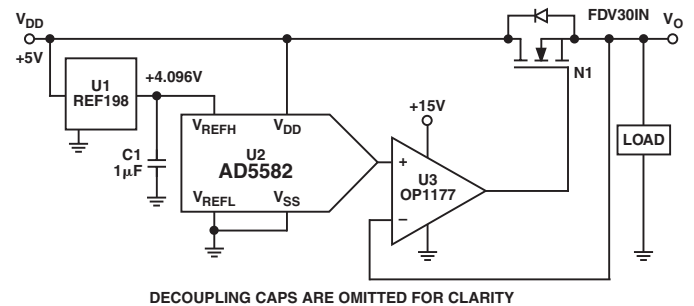 VDD
+5V
U1
REF198
+4.096V
C1
1µF
VREFH
VDD
U2
AD5582
VREFL
VSS
+15V
+
U3
OP1177
−
FDV30IN
N1
VO
LOAD
DECOUPLING CAPS ARE OMITTED FOR CLARITY